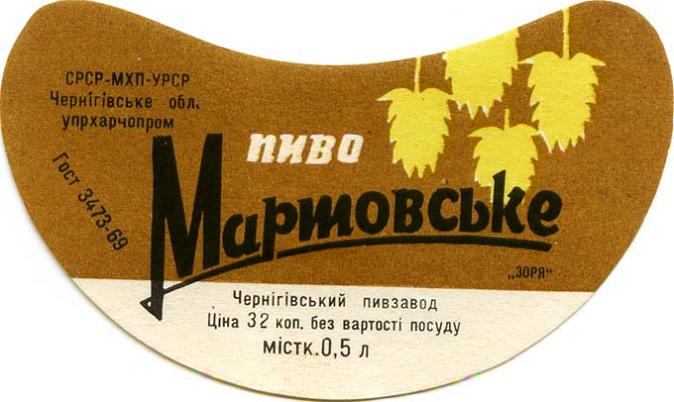 СРСР-МХП-УРСР
Чернігівське обл.
упрхарчопром
Гост 3473-69
пиво
Мартовське
„ЗОРЯ“
Чернігівський пивзавод
Ціна 32 коп. без вартості посуду
містк. 0,5 л